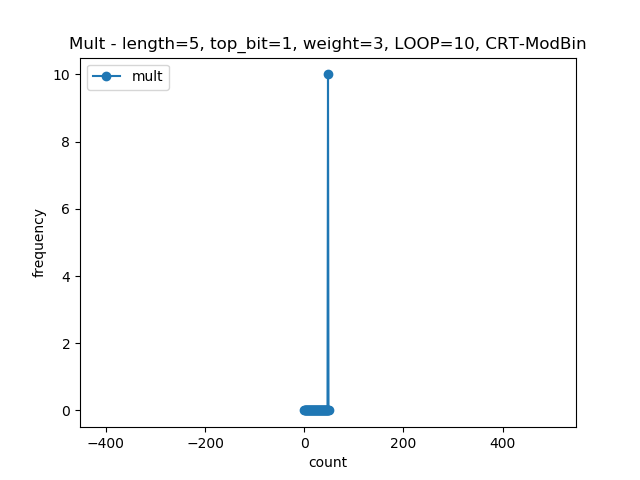 Mult - length=5, top_bit=1, weight=3, LOOP=10, CRT-ModBin
mult
10
8
6
4
2
0
frequency
−400
−200
0
200
400
count